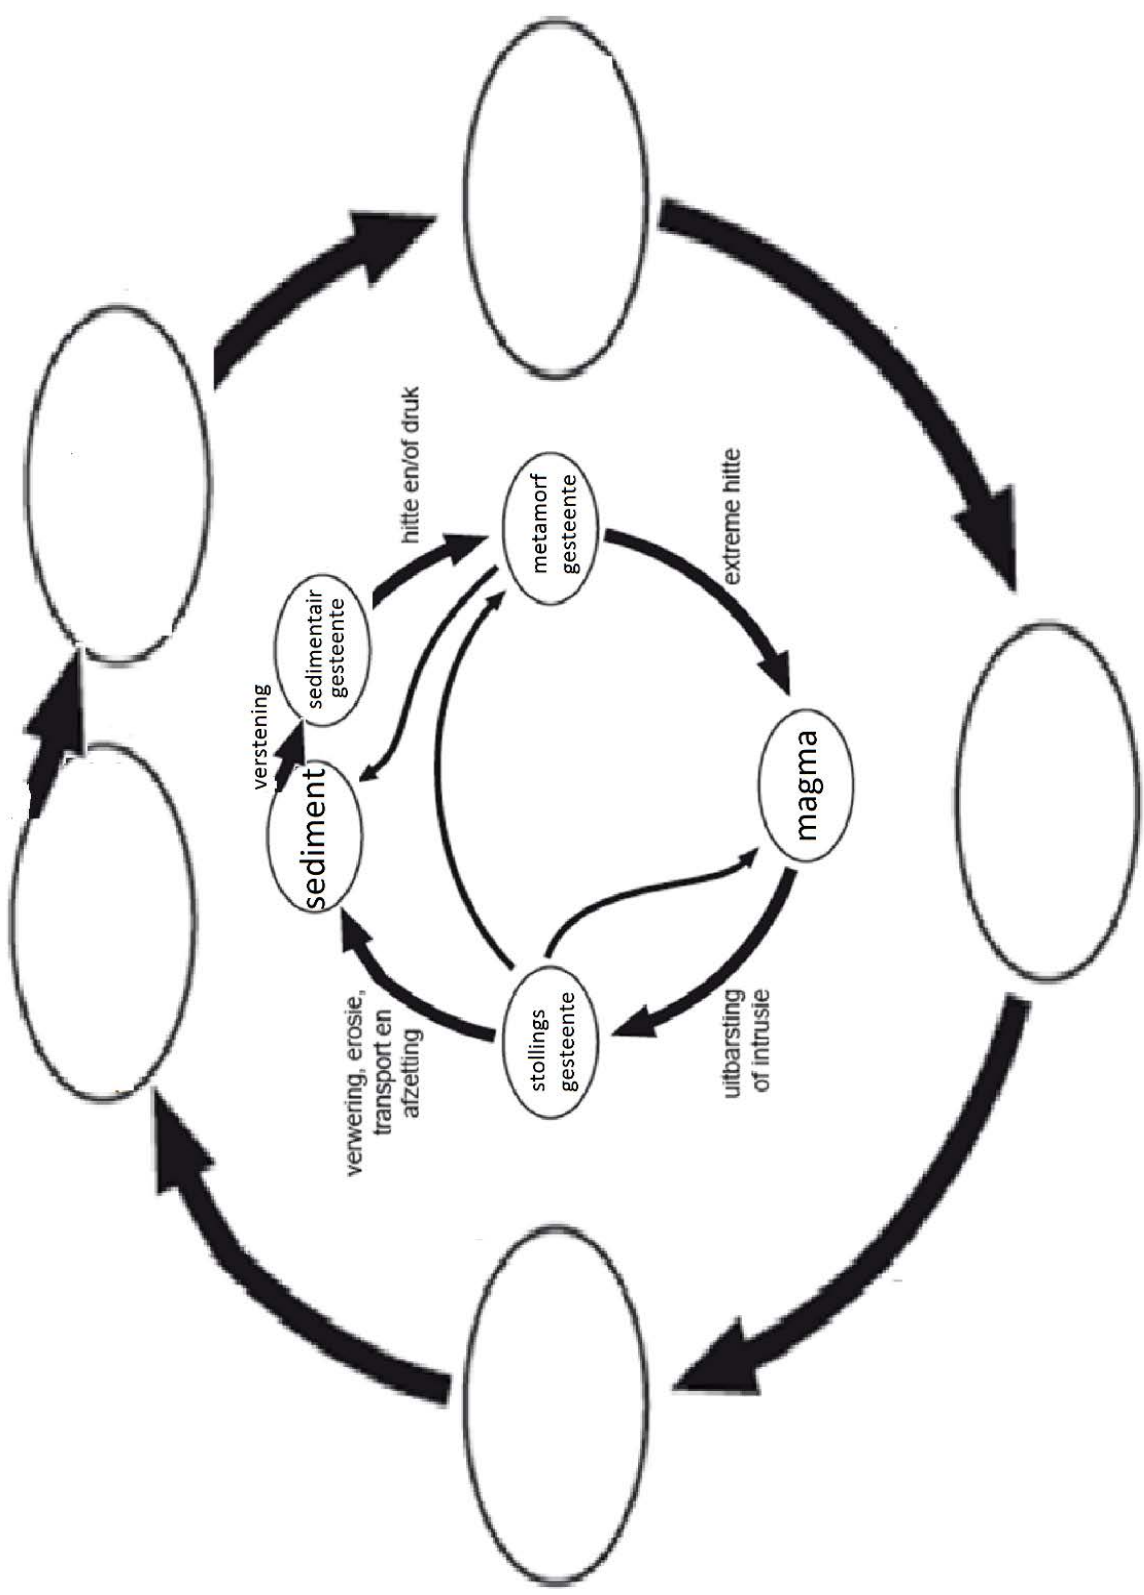 verstening
sediment
sedimentair
gesteente
hitte en/of druk
verwering, erosie,
transport en
afzetting
stollings
gesteente
metamorf
gesteente
uitbarsting
of intrusie
magma
extreme hitte